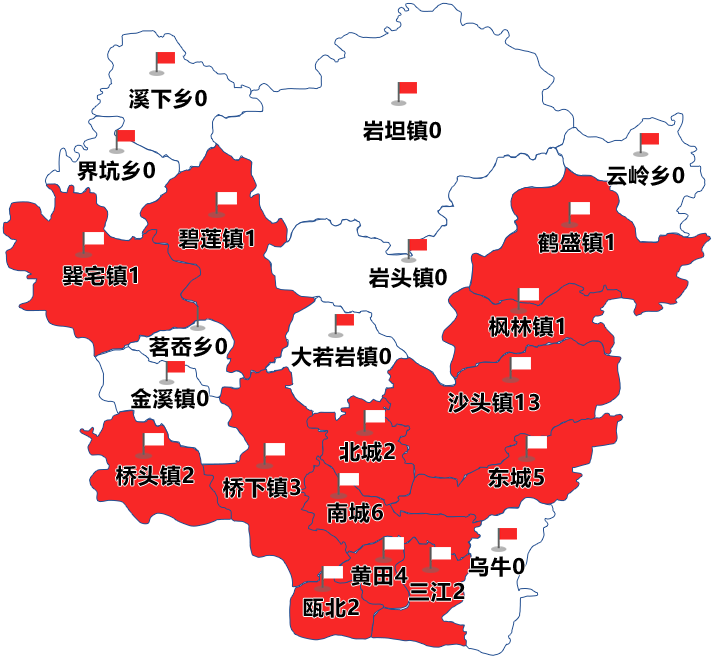 溪下乡0
岩坦镇0
界坑乡0
云岭乡0
碧莲镇1
鹤盛镇1
巽宅镇1
岩头镇0
枫林镇1
茗岙乡0
大若岩镇0
金溪镇0
沙头镇13
北城2
桥头镇2
东城5
桥下镇3
南城6
乌牛0
黄田4
三江2
瓯北2